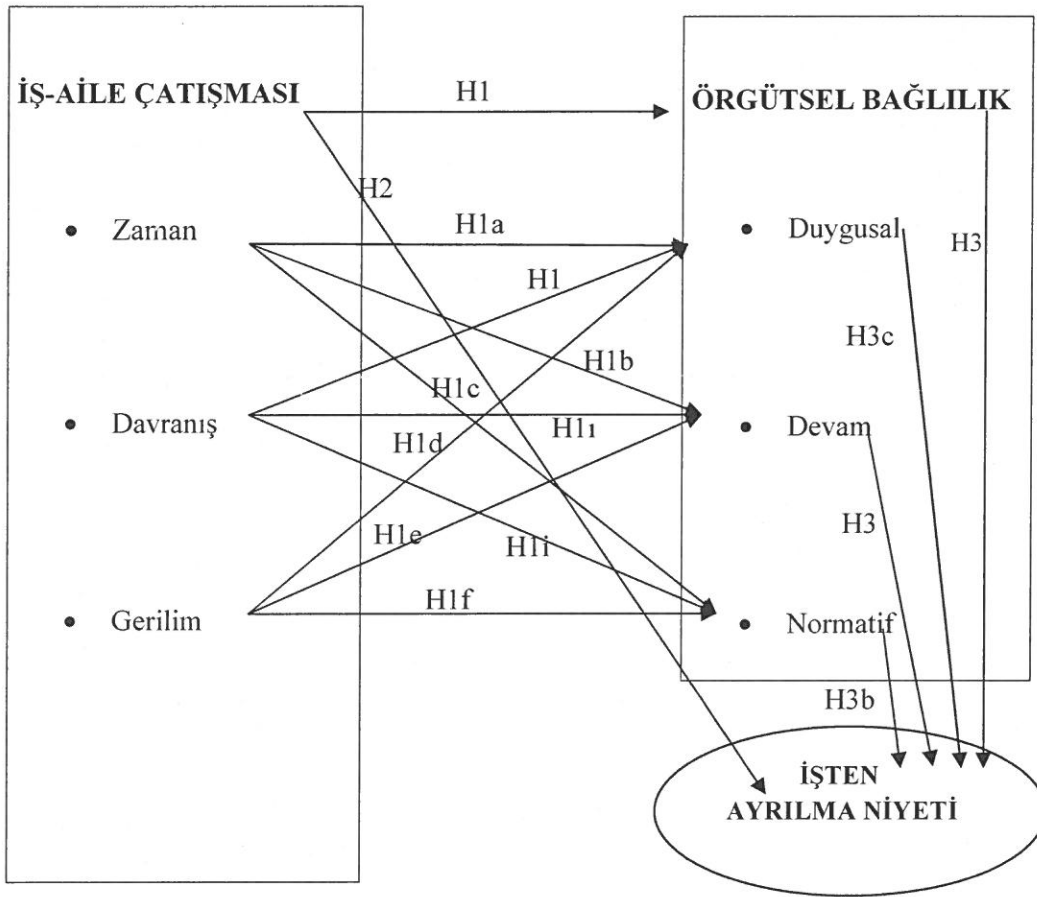 İŞ-AİLE ÇATIŞMASI
H1
ÖRGÜTSEL BAĞLILIK
H2
• Zaman
H1a
• Duygusal
H3
H1
H3c
H1b
H1c
• Davranış
H1d
H1ı
• Devam
H3
H1e
H1i
H1f
• Gerilim
• Normatif
H3b
İŞTEN
AYRILMA NİYETİ